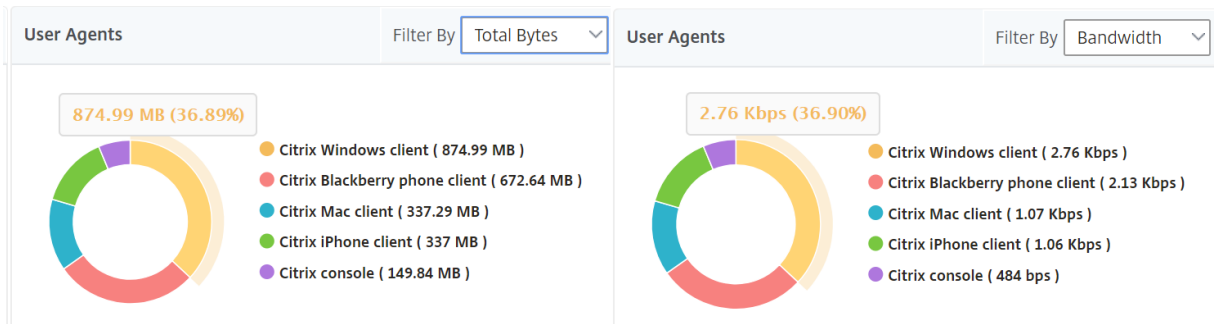 User Agents
Filter By Total Bytes
874.99 MB (36.89%)
Citrix Windows client ( 874.99 MB )
Citrix Blackberry phone client ( 672.64 MB )
Citrix Mac client ( 337.29 MB )
Citrix iPhone client ( 337 MB )
Citrix console ( 149.84 MB )
User Agents
Filter By Bandwidth
2.76 Kbps (36.90%)
Citrix Windows client ( 2.76 Kbps )
Citrix Blackberry phone client ( 2.13 Kbps )
Citrix Mac client ( 1.07 Kbps )
Citrix iPhone client ( 1.06 Kbps )
Citrix console ( 484 bps )